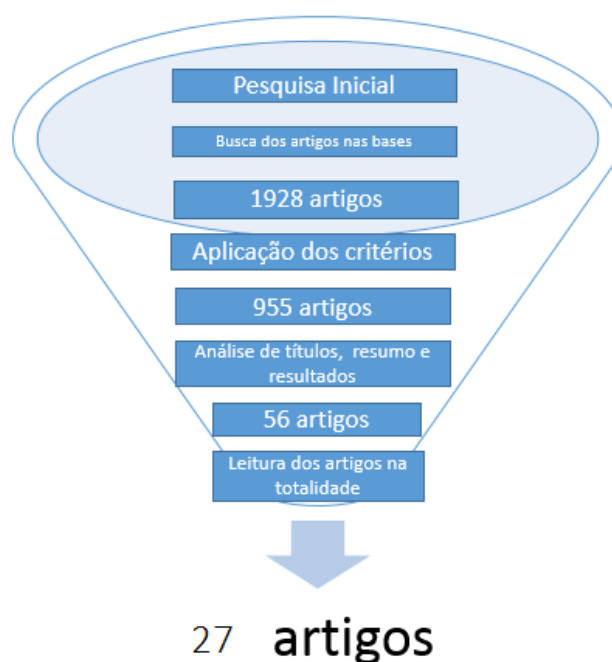 Pesquisa Inicial
Busca dos artigos nas bases
1928 artigos
Aplicação dos critérios
955 artigos
Análise de títulos, resumo e
resultados
56 artigos
Leitura dos artigos na
totalidade
27 artigos